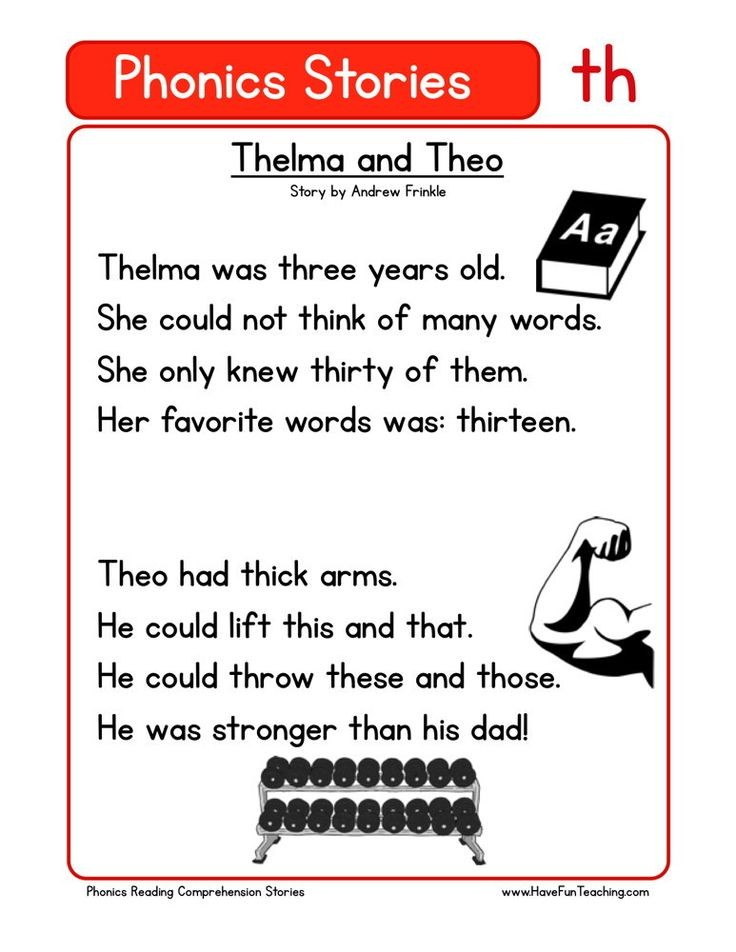 Phonics Stories
th
Thelma and Theo
Story by Andrew Frinkle
Aa
Thelma was three years old.
She could not think of many words.
She only knew thirty of them.
Her favorite words was: thirteen.
Theo had thick arms.
He could lift this and that.
He could throw these and those.
He was stronger than his dad!
Phonics Reading Comprehension Stories
www.HaveFunTeaching.com